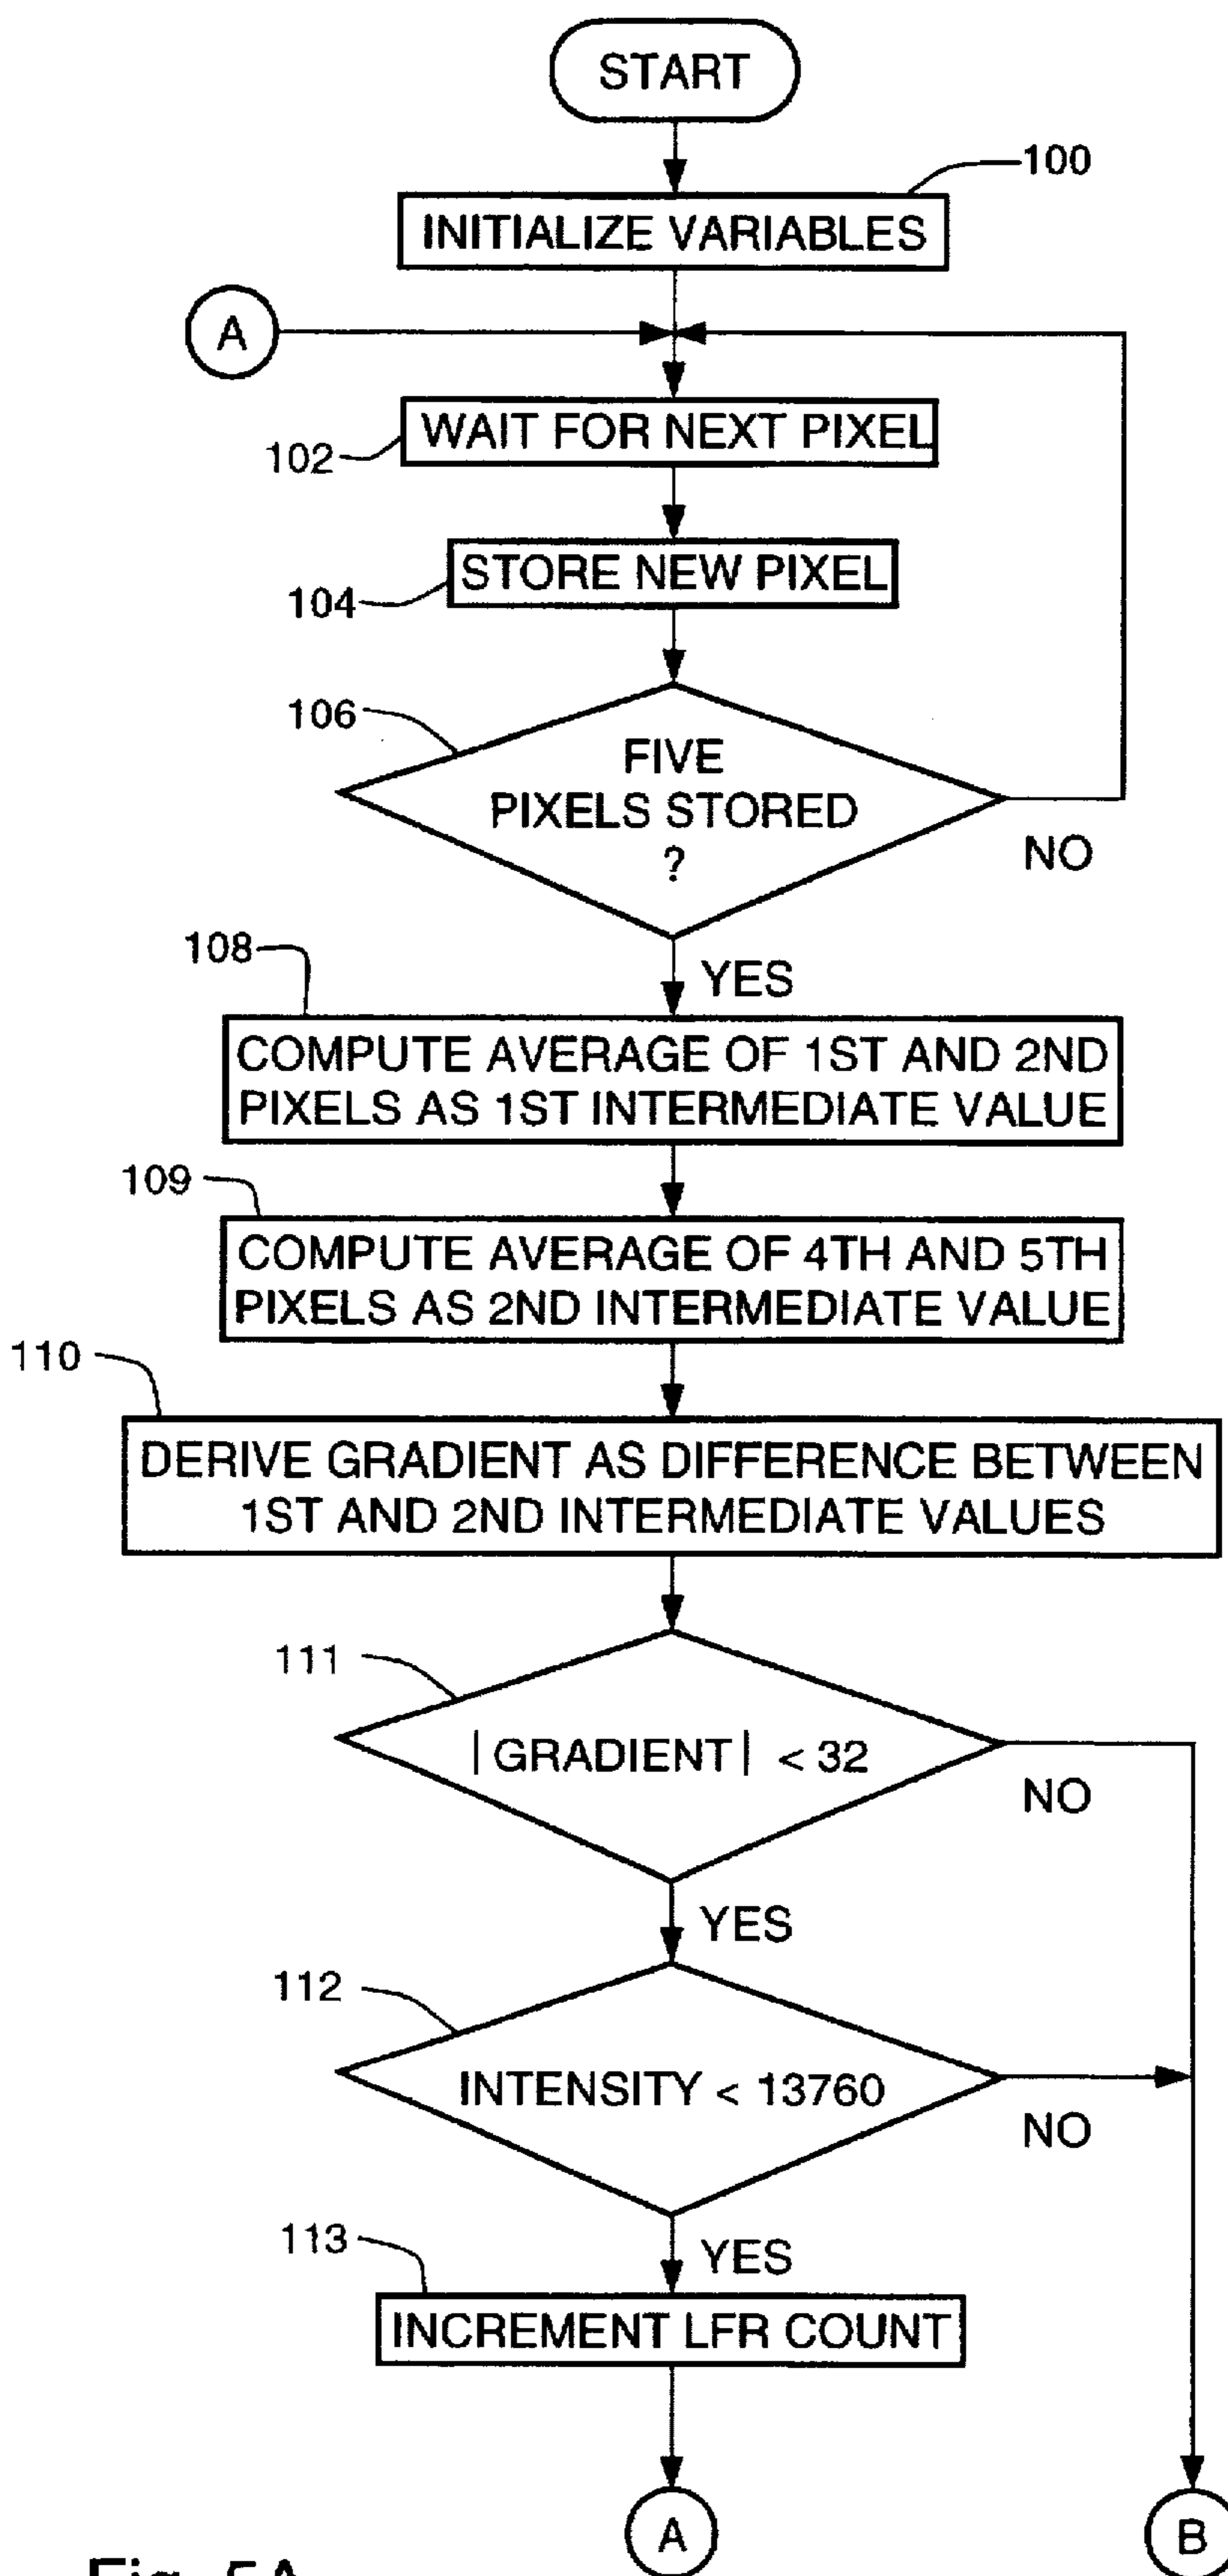 START
100
INITIALIZE VARIABLES
A
WAIT FOR NEXT PIXEL
102
STORE NEW PIXEL
104
106
FIVE
PIXELS STORED
?
NO
YES
108
COMPUTE AVERAGE OF 1ST AND 2ND
PIXELS AS 1ST INTERMEDIATE VALUE
109
COMPUTE AVERAGE OF 4TH AND 5TH
PIXELS AS 2ND INTERMEDIATE VALUE
110
DERIVE GRADIENT AS DIFFERENCE BETWEEN
1ST AND 2ND INTERMEDIATE VALUES
111
|GRADIENT| < 32
NO
YES
112
INTENSITY < 13760
NO
YES
113
INCREMENT LFR COUNT
A
B
Fig. 5A